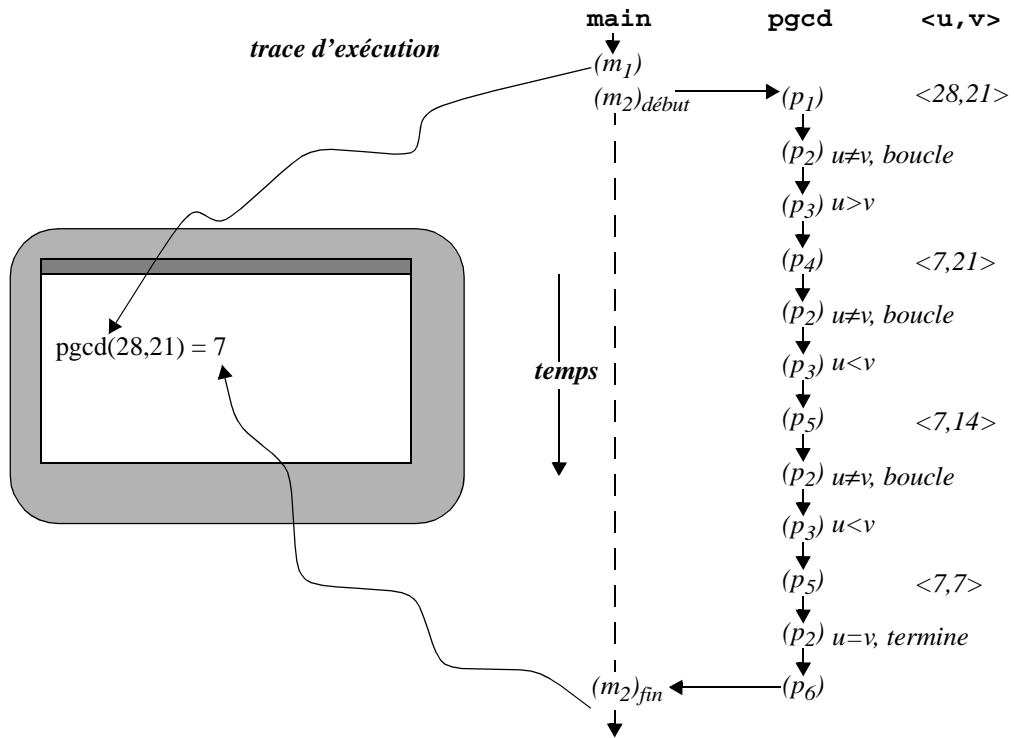 main pgcd <u,v>
trace d'exécution
(m1)
(m2)début (p1) <28,21>
(p2) u≠v, boucle
(p3) u>v
(p4) <7,21>
(p2) u≠v, boucle
pgcd(28,21) = 7
temps
(p3) u<v
(p5) <7,14>
(p2) u≠v, boucle
(p3) u<v
(p5) <7,7>
(p2) u=v, termine
(m2)fin (p6)